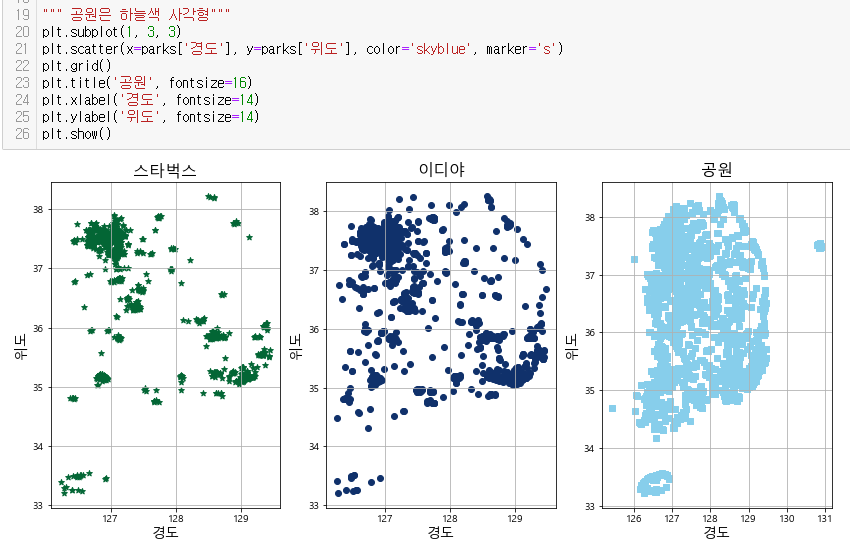 19 """ 공원은 하늘색 사각형"""
20 plt.subplot(1, 3, 3)
21 plt.scatter(x=parks['경도'], y=parks['위도'], color='skyblue', marker='s')
22 plt.grid()
23 plt.title('공원', fontsize=16)
24 plt.xlabel('경도', fontsize=14)
25 plt.ylabel('위도', fontsize=14)
26 plt.show()
스타벅스
38
37
36
35
34
33
위도
127 128 129
경도
이디야
38
37
36
35
34
33
위도
127 128 129
경도
공원
38
37
36
35
34
33
위도
126 127 128 129 130 131
경도